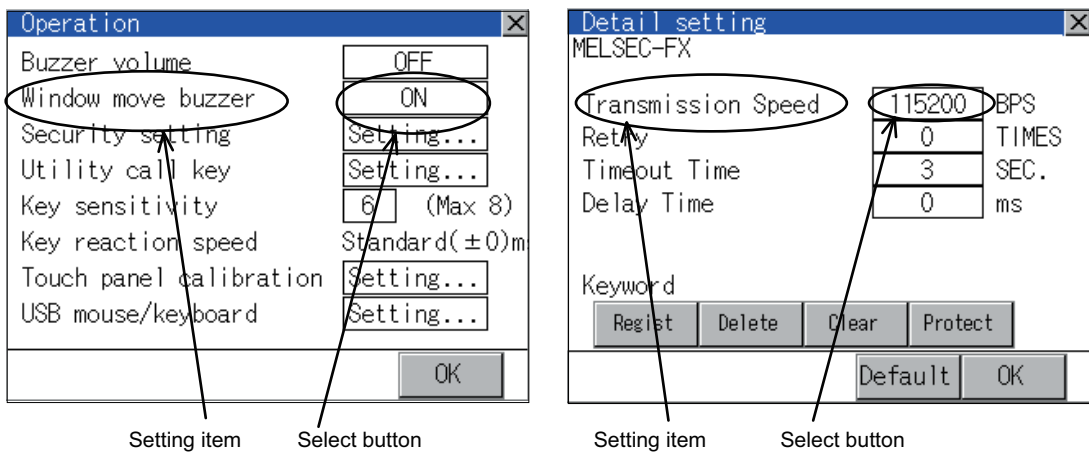 Operation
Buzzer volume OFF
Window move buzzer ON
Security setting Setting...
Utility call key Setting...
Key sensitivity 6 (Max 8)
Key reaction speed Standard(±0)m
Touch panel calibration Setting...
USB mouse/keyboard Setting...
OK
Setting item Select button
Detail setting
MELSEC-FX
Transmission Speed 115200 BPS
Retry 0 TIMES
Timeout Time 3 SEC.
Delay Time 0 ms
Keyword
Regist Delete Clear Protect
Default OK
Setting item Select button